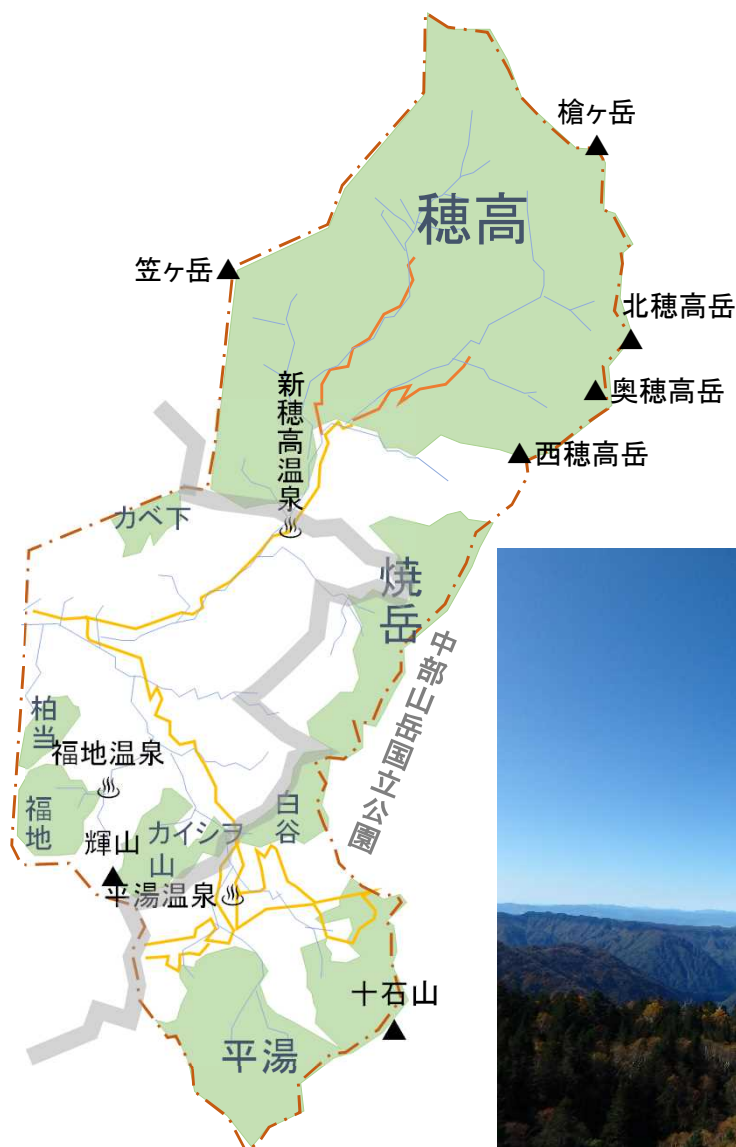 槍ヶ岳
穂高
笠ヶ岳
北穂高岳
奥穂高岳
新穂高温泉
西穂高岳
カベ下
焼岳
中部山岳国立公園
柏当
福地温泉
福地
白谷
カイシヲ山
輝山
平湯温泉
十石山
平湯